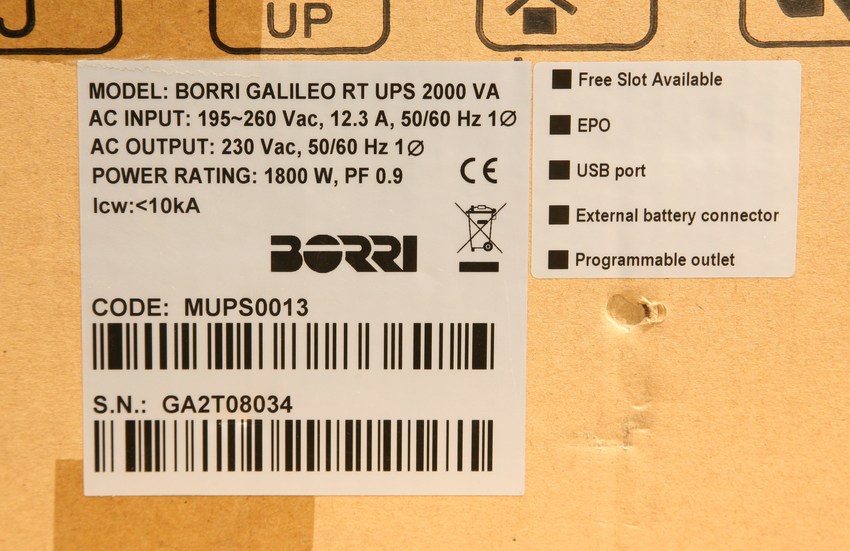 UP
MODEL: BORRI GALILEO RT UPS 2000 VA
AC INPUT: 195~260 Vac, 12.3 A, 50/60 Hz 1Ø
AC OUTPUT: 230 Vac, 50/60 Hz 1Ø
POWER RATING: 1800 W, PF 0.9
Icw:<10kA
CE
BORRI
CODE: MUPS0013
S.N.: GA2T08034
Free Slot Available
EPO
USB port
External battery connector
Programmable outlet